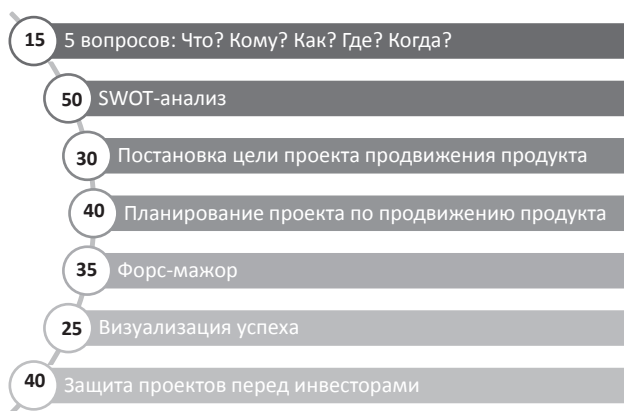 15 5 вопросов: Что? Кому? Как? Где? Когда?
50 SWOT-анализ
30 Постановка цели проекта продвижения продукта
40 Планирование проекта по продвижению продукта
35 Форс-мажор
25 Визуализация успеха
40 Защита проектов перед инвесторами